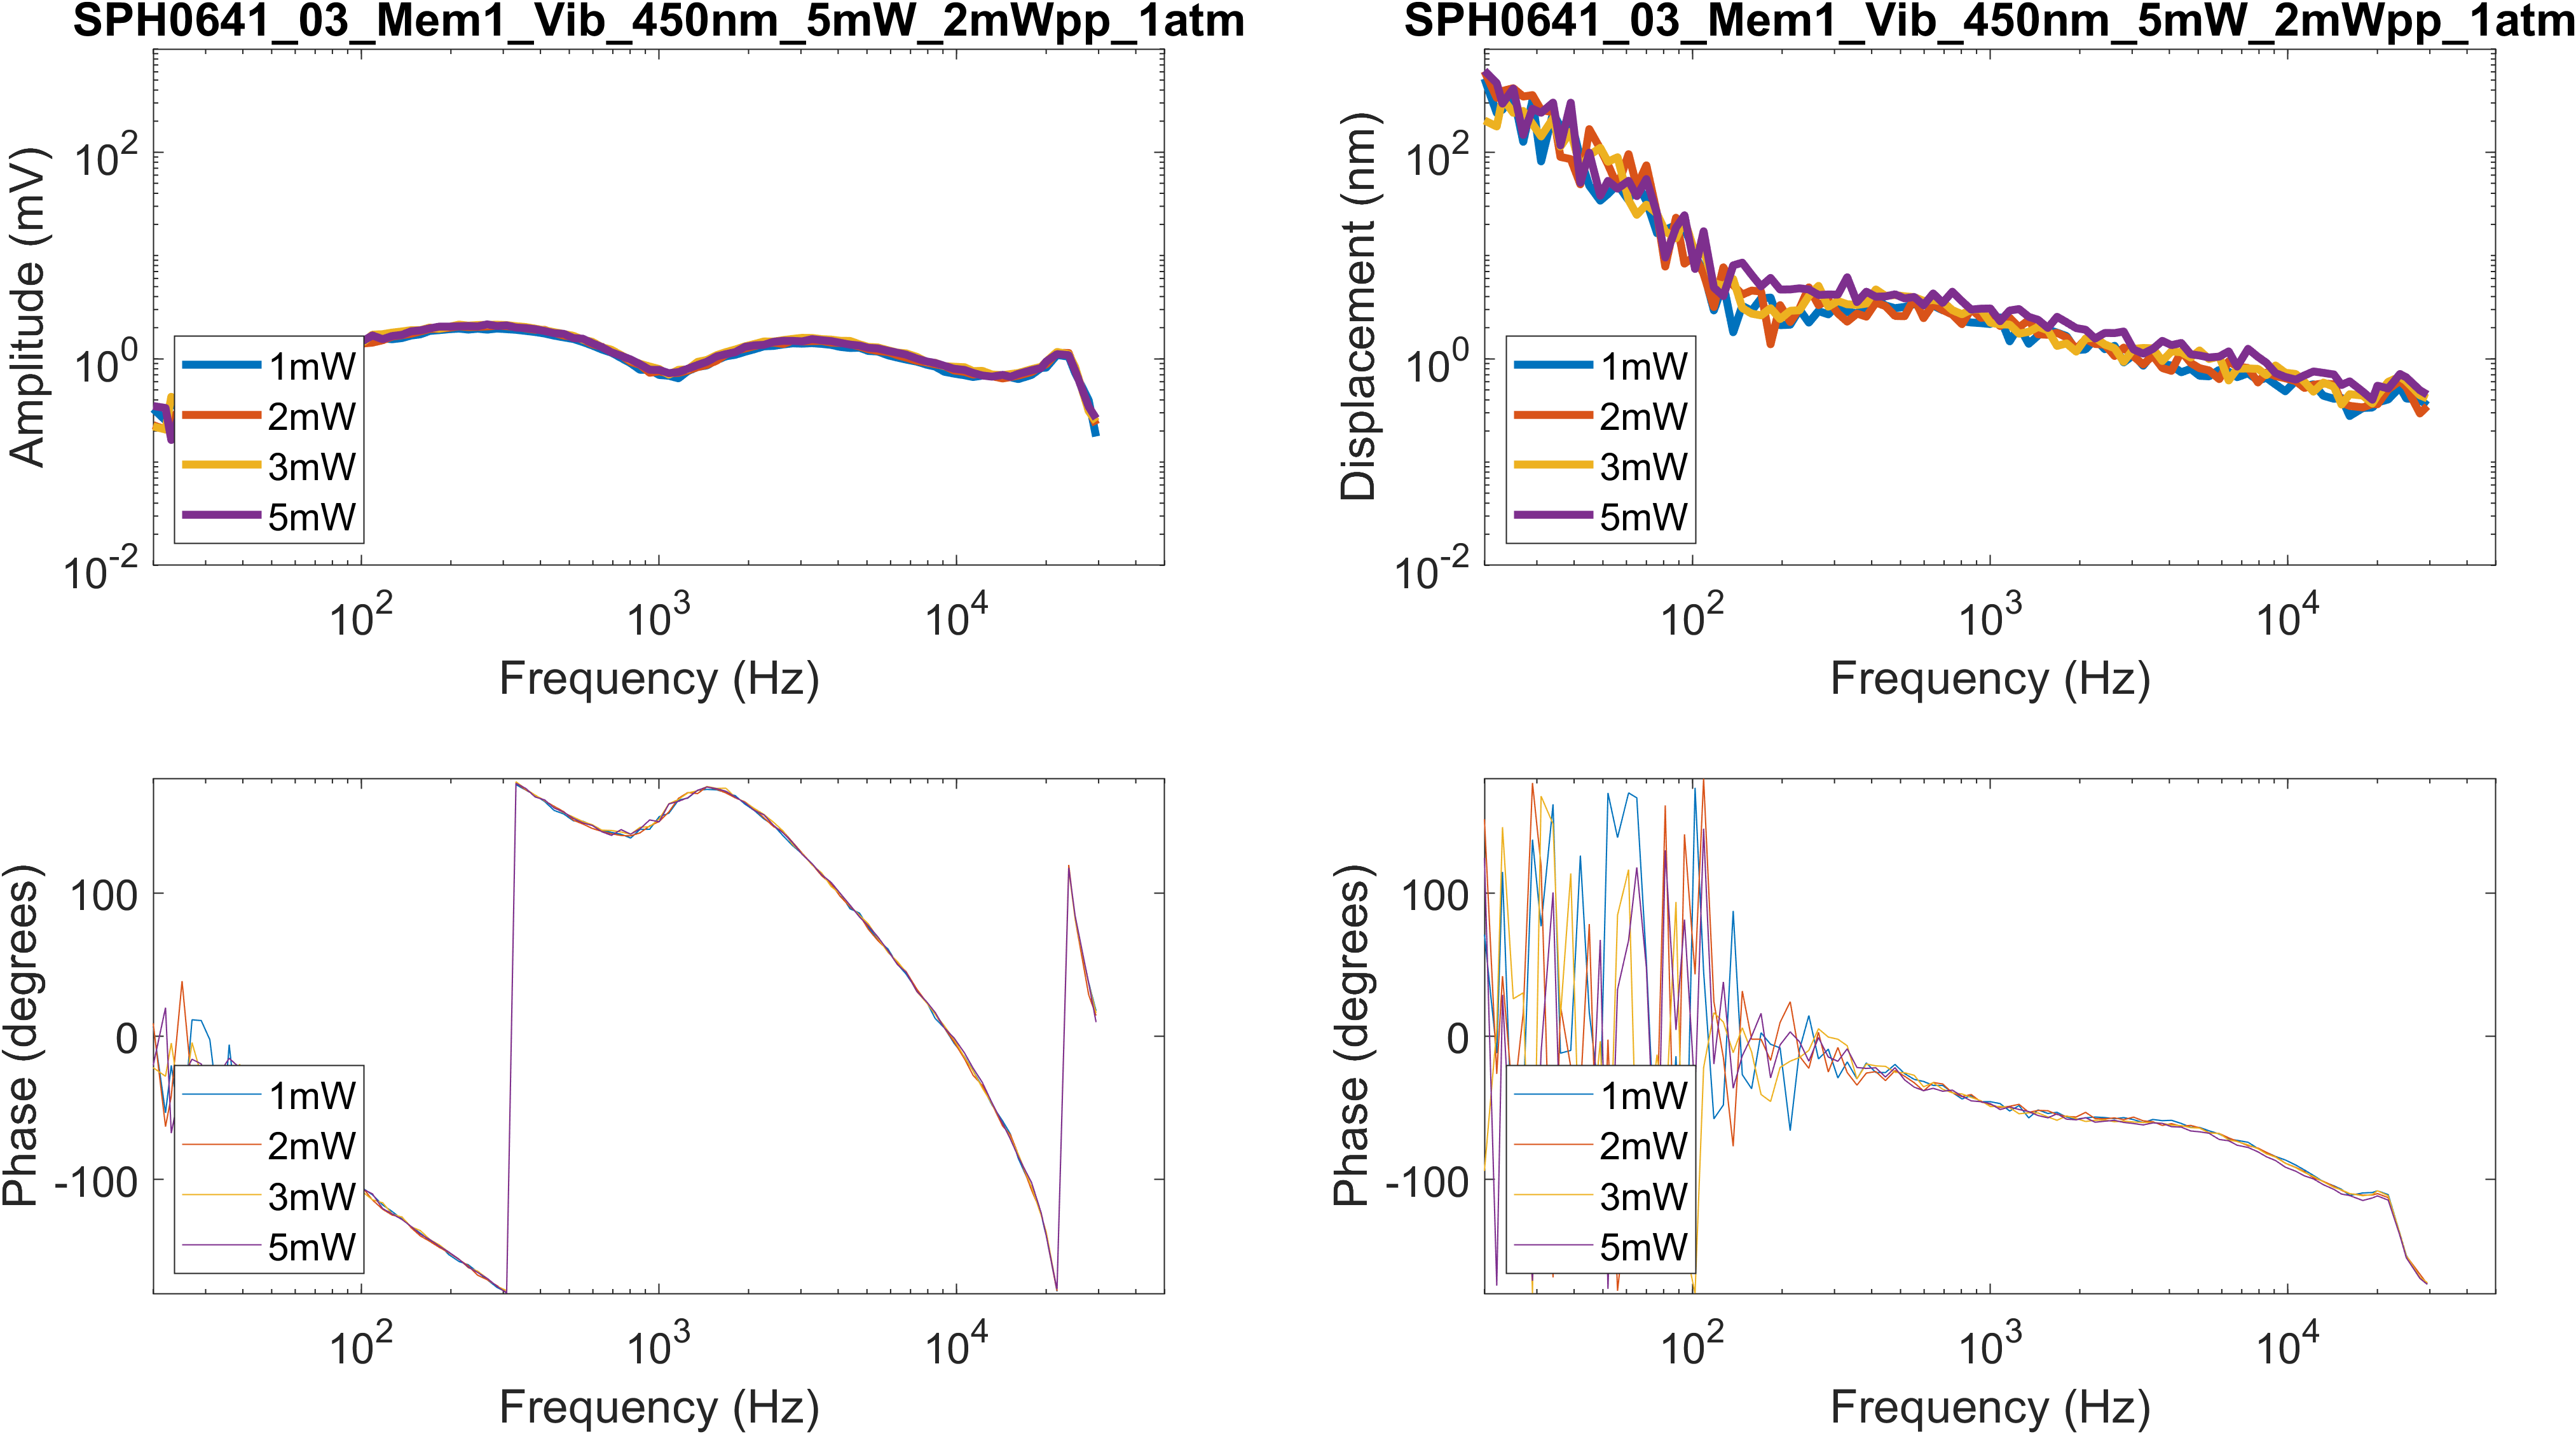 SPH0641_03_Mem1_Vib_450nm_5mW_2mWpp_1atm
Amplitude (mV)
10^2
10^0
10^-2
1mW
2mW
3mW
5mW
10^2 10^3 10^4
Frequency (Hz)
SPH0641_03_Mem1_Vib_450nm_5mW_2mWpp_1atm
Displacement (nm)
10^2
10^0
10^-2
1mW
2mW
3mW
5mW
10^2 10^3 10^4
Frequency (Hz)
Phase (degrees)
100
0
-100
1mW
2mW
3mW
5mW
10^2 10^3 10^4
Frequency (Hz)
Phase (degrees)
100
0
-100
1mW
2mW
3mW
5mW
10^2 10^3 10^4
Frequency (Hz)